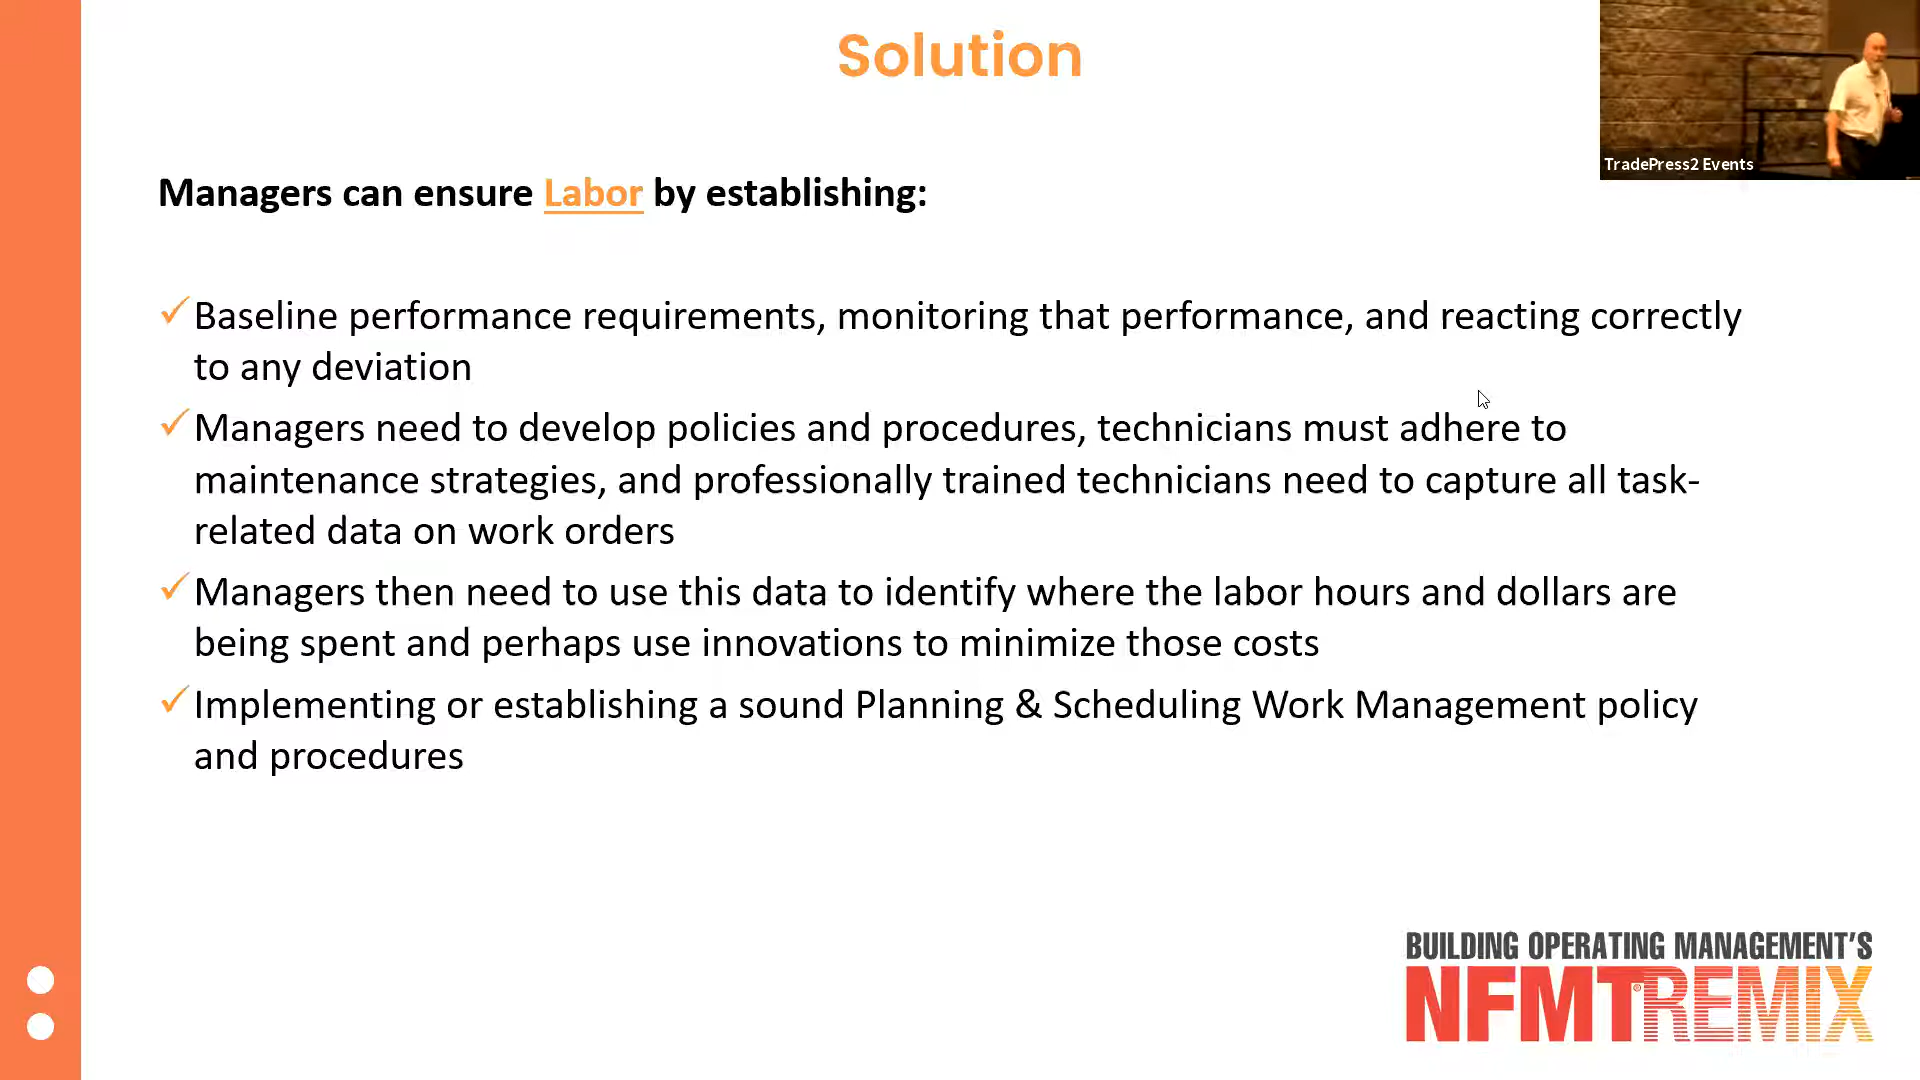 Solution
TradePress2 Events
Managers can ensure Labor by establishing:
✓Baseline performance requirements, monitoring that performance, and reacting correctly
to any deviation
✓Managers need to develop policies and procedures, technicians must adhere to
maintenance strategies, and professionally trained technicians need to capture all task-
related data on work orders
✓Managers then need to use this data to identify where the labor hours and dollars are
being spent and perhaps use innovations to minimize those costs
✓Implementing or establishing a sound Planning & Scheduling Work Management policy
and procedures
BUILDING OPERATING MANAGEMENT'S
NFMT®REMIX